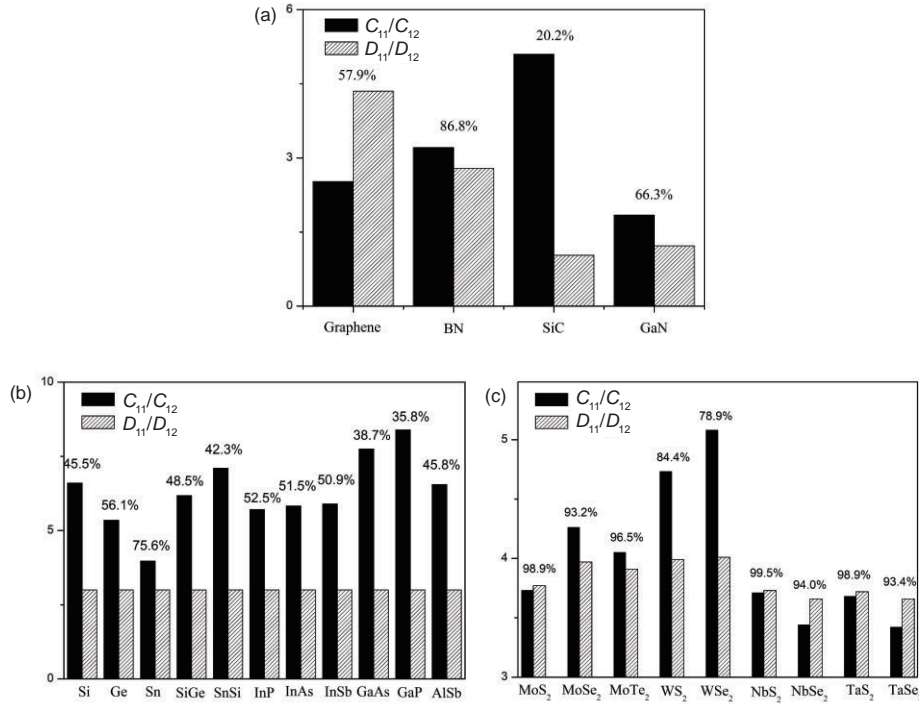 (a)
6
3
0
C₁₁/C₁₂
D₁₁/D₁₂
57.9%
86.8%
20.2%
66.3%
Graphene BN SiC GaN
(b)
10
5
0
C₁₁/C₁₂
D₁₁/D₁₂
45.5%
56.1%
75.6%
48.5%
42.3%
52.5%
51.5%
50.9%
38.7%
35.8%
45.8%
Si Ge Sn SiGe SnSi InP InAs InSb GaAs GaP AlSb
(c)
5
4
3
C₁₁/C₁₂
D₁₁/D₁₂
98.9%
93.2%
96.5%
84.4%
78.9%
99.5%
94.0%
98.9%
93.4%
MoS₂ MoSe₂ MoTe₂ WS₂ WSe₂ NbS₂ NbSe₂ TaS₂ TaSe